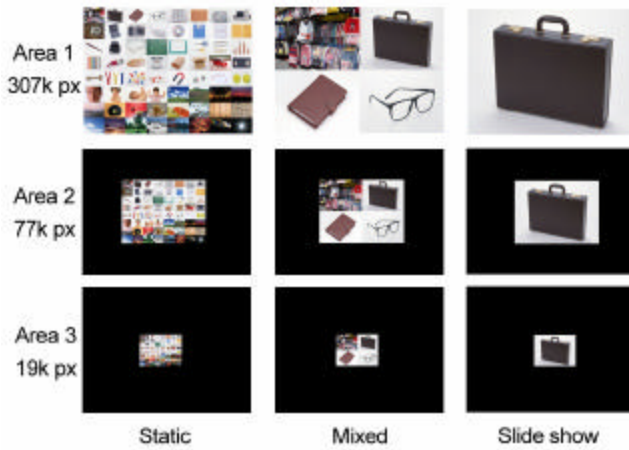 Area 1
307k px
Area 2
77k px
Area 3
19k px
Static
Mixed
Slide show